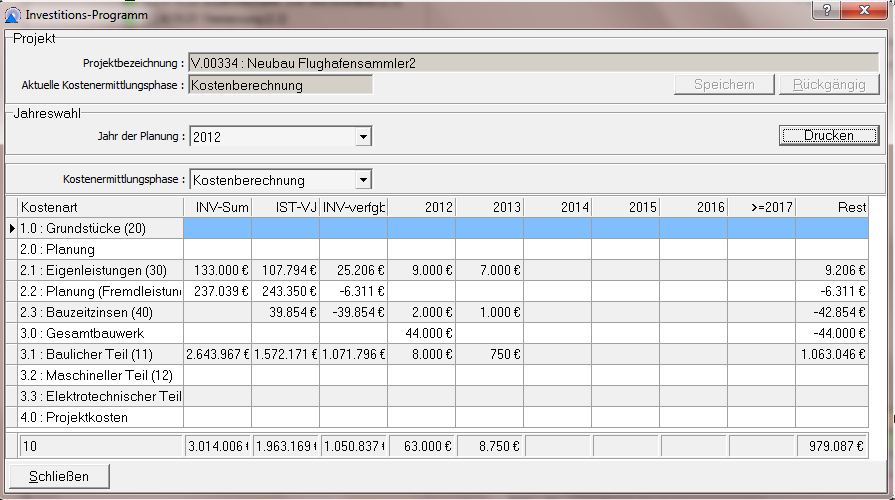 Investitions-Programm
Projekt
Projektbezeichnung : V.00334 : Neubau Flughafensammler2
Aktuelle Kostenermittlungsphase : Kostenberechnung Speichern Rückgängig
Jahreswahl
Jahr der Planung : 2012 Drucken
Kostenermittlungsphase : Kostenberechnung
Kostenart INV-Sum IST-VJ INV-verfgb 2012 2013 2014 2015 2016 >=2017 Rest
1.0 : Grundstücke (20)
2.0 : Planung
2.1 : Eigenleistungen (30) 133.000 € 107.794 € 25.206 € 9.000 € 7.000 € 9.206 €
2.2 : Planung (Fremdleistun 237.039 € 243.350 € -6.311 € -6.311 €
2.3 : Bauzeitzinsen (40) 39.854 € -39.854 € 2.000 € 1.000 € -42.854 €
3.0 : Gesamtbauwerk 44.000 € -44.000 €
3.1 : Baulicher Teil (11) 2.643.967 € 1.572.171 € 1.071.796 € 8.000 € 750 € 1.063.046 €
3.2 : Maschineller Teil (12)
3.3 : Elektrotechnischer Teil
4.0 : Projektkosten
10 3.014.006 € 1.963.169 € 1.050.837 € 63.000 € 8.750 € 979.087 €
Schließen